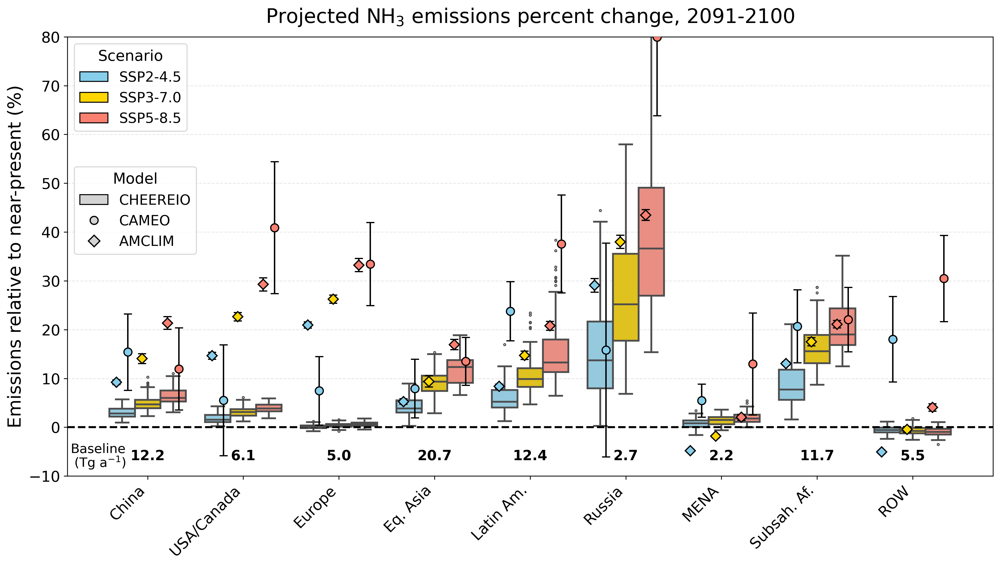 Projected NH₃ emissions percent change, 2091-2100
Emissions relative to near-present (%)
80
70
60
50
40
30
20
10
0
−10
Scenario
SSP2-4.5
SSP3-7.0
SSP5-8.5
Model
CHEEREIO
CAMEO
AMCLIM
Baseline
(Tg a⁻¹)
12.2
6.1
5.0
20.7
12.4
2.7
2.2
11.7
5.5
China
USA/Canada
Europe
Eq. Asia
Latin Am.
Russia
MENA
Subsah. Af.
ROW